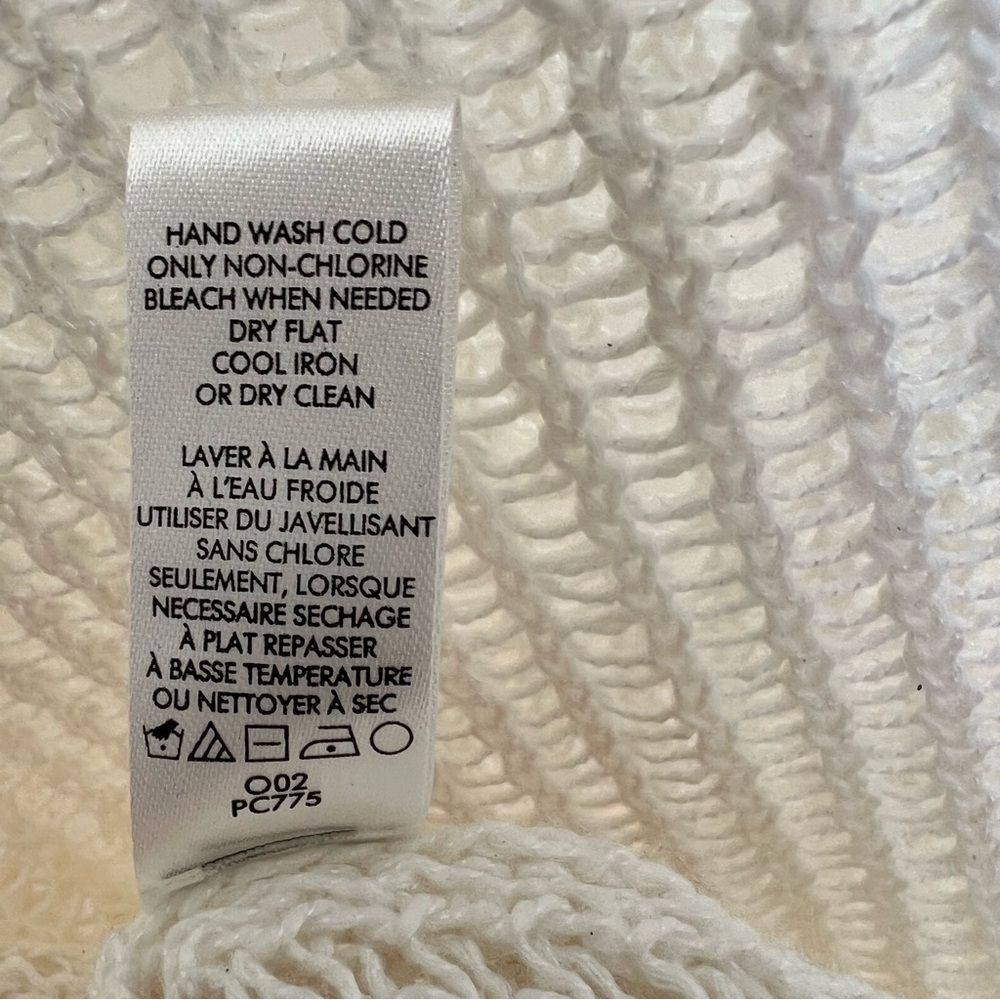 HAND WASH COLD
ONLY NON-CHLORINE
BLEACH WHEN NEEDED
DRY FLAT
COOL IRON
OR DRY CLEAN
LAVER À LA MAIN
À L'EAU FROIDE
UTILISER DU JAVELLISANT
SANS CHLORE
SEULEMENT, LORSQUE
NECESSAIRE SECHAGE
À PLAT REPASSER
À BASSE TEMPERATURE
OU NETTOYER À SEC
O02
PC775